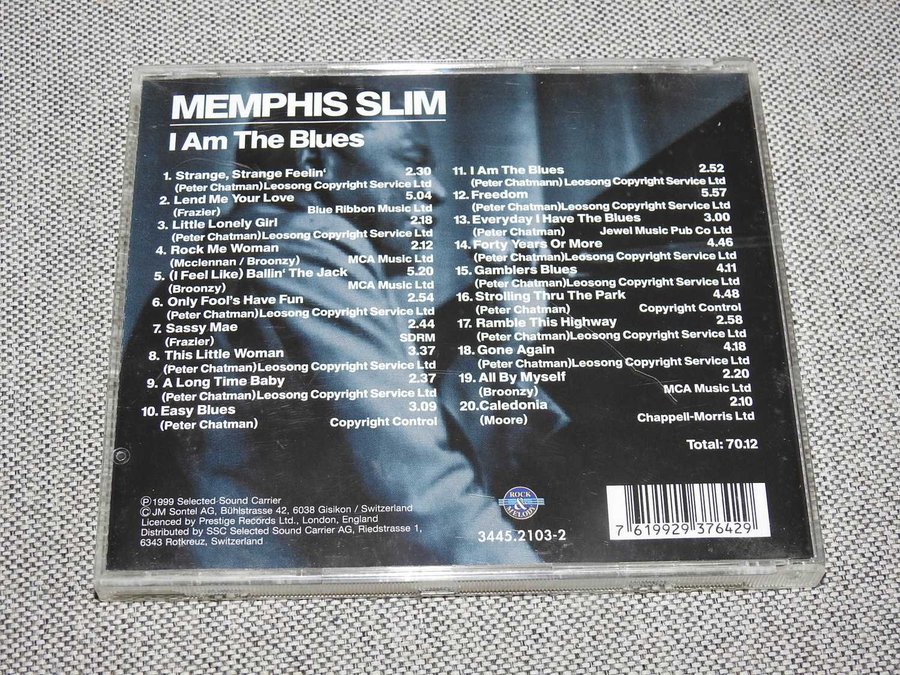 MEMPHIS SLIM
I Am The Blues
1. Strange, Strange Feelin' 2.30
(Peter Chatman)Leosong Copyright Service Ltd
2. Lend Me Your Love 5.04
(Frazier) Blue Ribbon Music Ltd
3. Little Lonely Girl 2.18
(Peter Chatman)Leosong Copyright Service Ltd
4. Rock Me Woman 2.12
(Mcclennan / Broonzy) MCA Music Ltd
5. (I Feel Like) Ballin' The Jack 5.20
(Broonzy) MCA Music Ltd
6. Only Fool's Have Fun 2.54
(Peter Chatman)Leosong Copyright Service Ltd
7. Sassy Mae 2.44
(Frazier) SDRM
8. This Little Woman 3.37
(Peter Chatman)Leosong Copyright Service Ltd
9. A Long Time Baby 2.37
(Peter Chatman)Leosong Copyright Service Ltd
10. Easy Blues 3.09
(Peter Chatman) Copyright Control
11. I Am The Blues 2.52
(Peter Chatmann)Leosong Copyright Service Ltd
12. Freedom 5.57
(Peter Chatman)Leosong Copyright Service Ltd
13. Everyday I Have The Blues 3.00
(Peter Chatman) Jewel Music Pub Co Ltd
14. Forty Years Or More 4.46
(Peter Chatman)Leosong Copyright Service Ltd
15. Gamblers Blues 4.11
(Peter Chatman)Leosong Copyright Service Ltd
16. Strolling Thru The Park 4.48
(Peter Chatman) Copyright Control
17. Ramble This Highway 2.58
(Peter Chatman)Leosong Copyright Service Ltd
18. Gone Again 4.18
(Peter Chatman)Leosong Copyright Service Ltd
19. All By Myself 2.20
(Broonzy) MCA Music Ltd
20. Caledonia 2.10
(Moore) Chappell-Morris Ltd
Total: 70.12
Ⓟ1999 Selected Sound Carrier
©JM Sontel AG, Bühlstrasse 42, 6038 Gisikon / Switzerland
Licenced by Prestige Records Ltd., London, England
Distributed by SSC Selected Sound Carrier AG, Riedstrasse 1,
6343 Rotkreuz, Switzerland
ROCK
&
MELODY
3445.2103-2
7 619929 376429